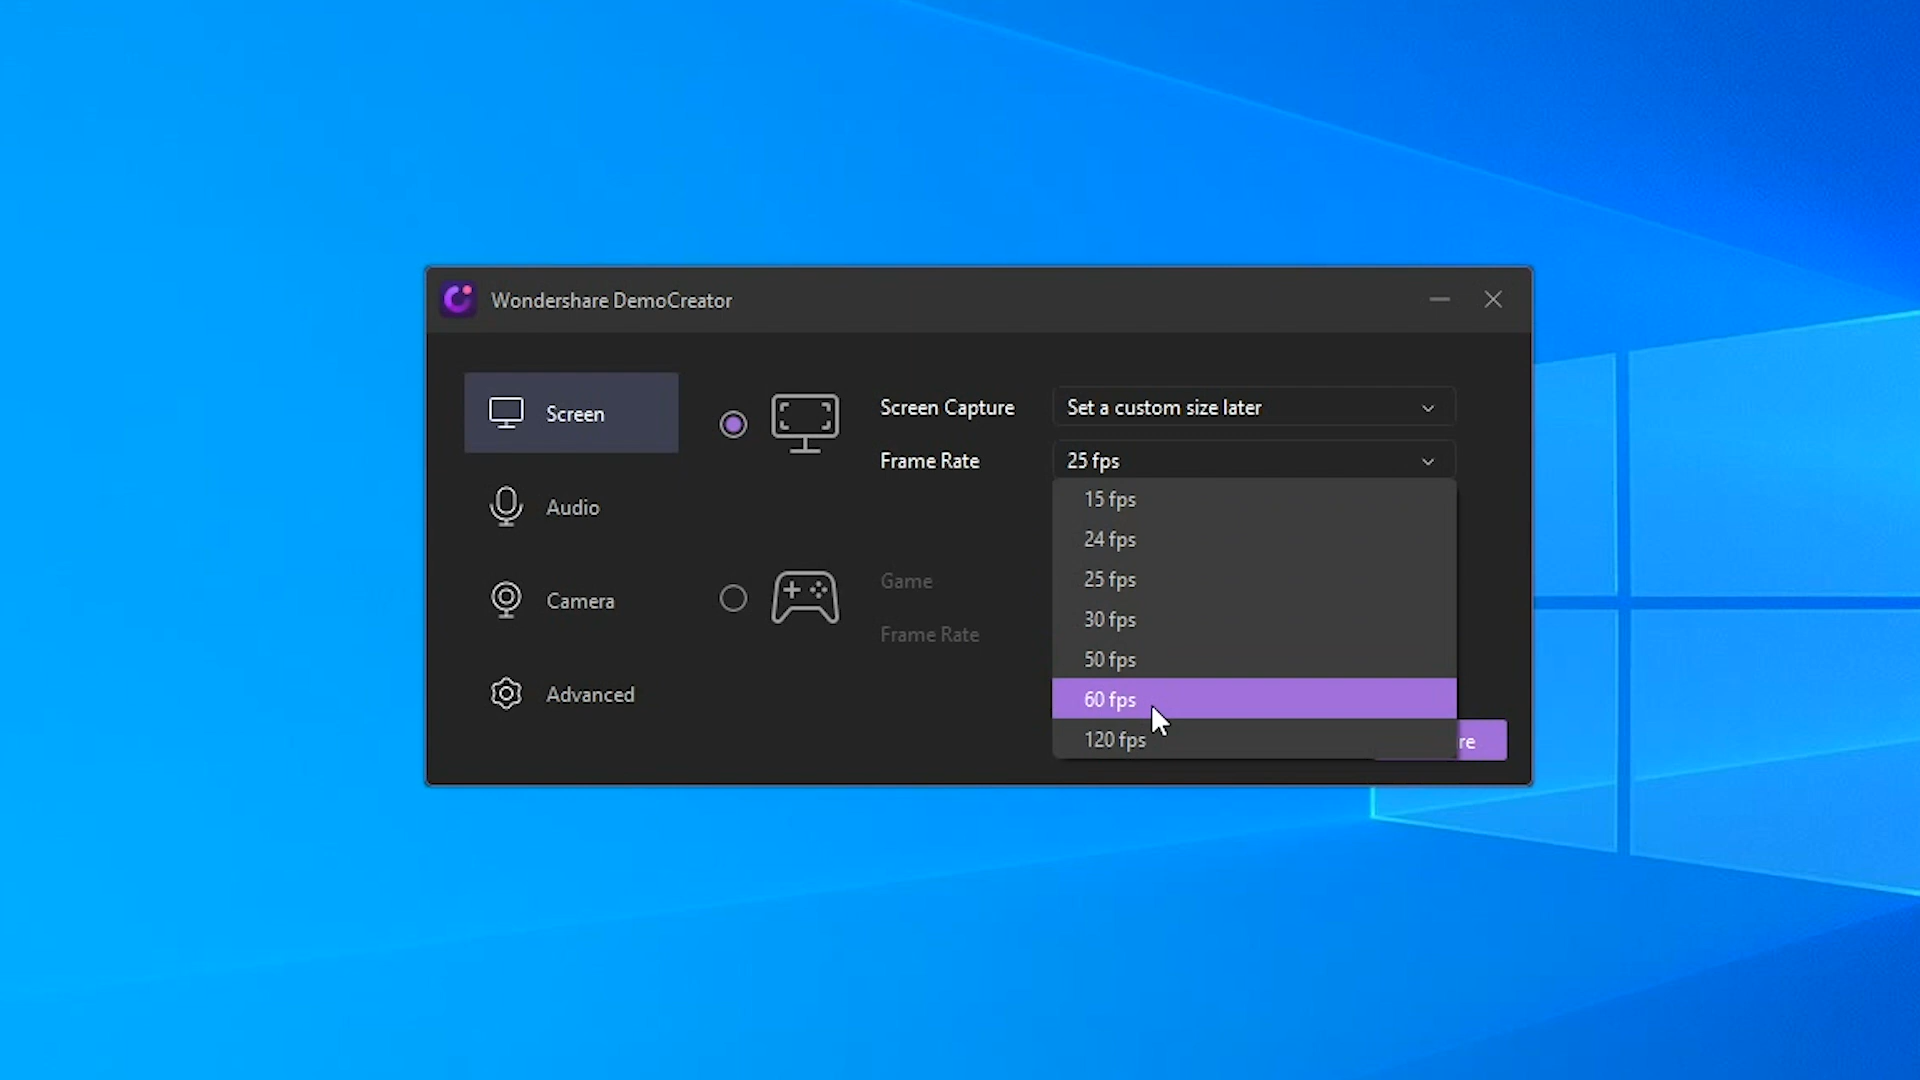 Wondershare DemoCreator
Screen
Audio
Camera
Advanced
Screen Capture
Set a custom size later
Frame Rate
25 fps
15 fps
24 fps
25 fps
30 fps
50 fps
60 fps
120 fps
Game
Frame Rate
re